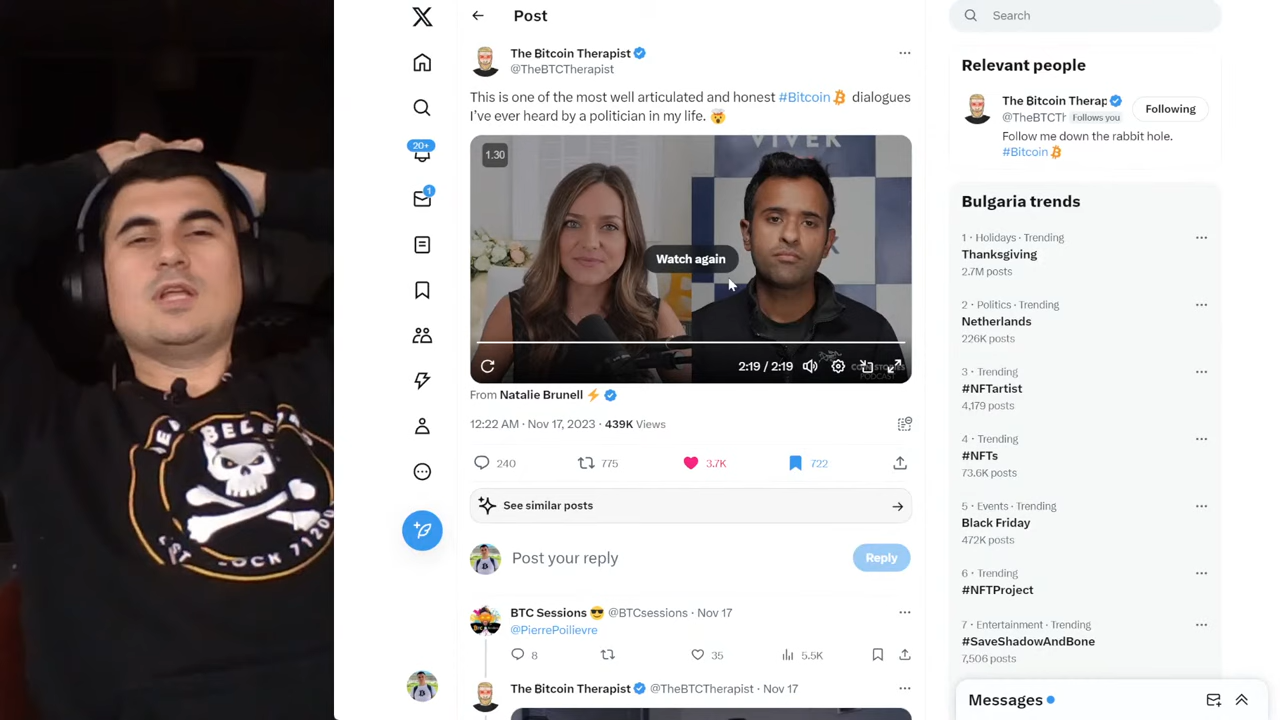 Post
Search
The Bitcoin Therapist
@TheBTCTherapist
This is one of the most well articulated and honest #Bitcoin dialogues
I've ever heard by a politician in my life. 🤯
1.30
VIVEK
Watch again
2:19 / 2:19
PODCAST
From Natalie Brunell ⚡
12:22 AM · Nov 17, 2023 · 439K Views
240
775
3.7K
722
See similar posts
Post your reply
Reply
BTC Sessions 😎 @BTCsessions · Nov 17
@PierrePoilievre
8
35
5.5K
The Bitcoin Therapist @TheBTCTherapist · Nov 17
20+
1
Relevant people
The Bitcoin Therap
@TheBTCTh
Follows you
Following
Follow me down the rabbit hole.
#Bitcoin
Bulgaria trends
1 · Holidays · Trending
Thanksgiving
2.7M posts
2 · Politics · Trending
Netherlands
226K posts
3 · Trending
#NFTartist
4,179 posts
4 · Trending
#NFTs
73.6K posts
5 · Events · Trending
Black Friday
472K posts
6 · Trending
#NFTProject
7 · Entertainment · Trending
#SaveShadowAndBone
7,506 posts
Messages